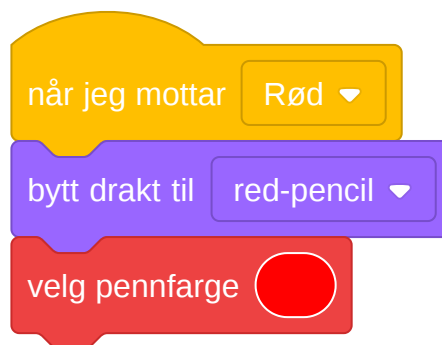 når jeg mottar Rød
bytt drakt til red-pencil
velg pennfarge